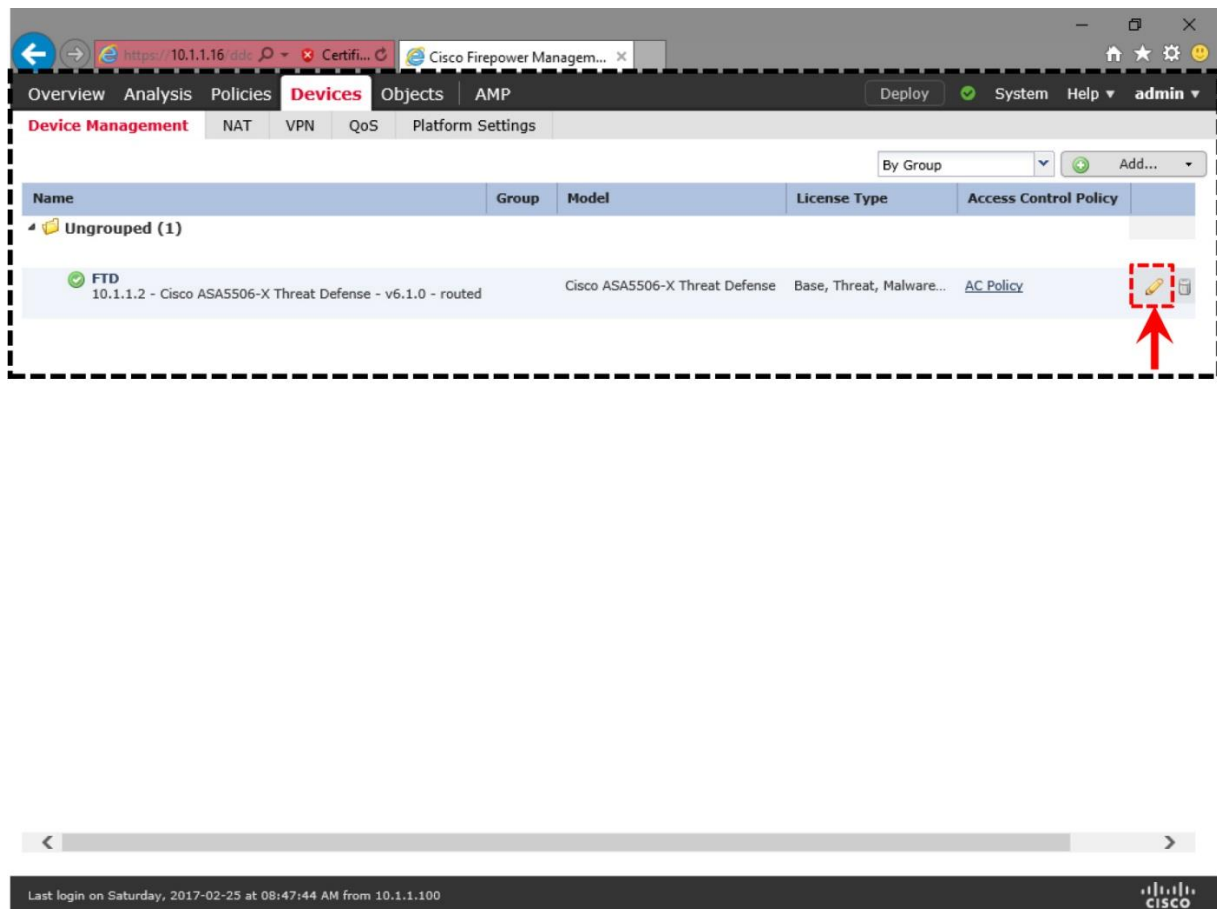 https://10.1.1.16/ddc Certifi... Cisco Firepower Managem...
Overview Analysis Policies Devices Objects AMP Deploy System Help admin
Device Management NAT VPN QoS Platform Settings
By Group Add...
Name Group Model License Type Access Control Policy
Ungrouped (1)
FTD
10.1.1.2 - Cisco ASA5506-X Threat Defense - v6.1.0 - routed Cisco ASA5506-X Threat Defense Base, Threat, Malware... AC Policy
Last login on Saturday, 2017-02-25 at 08:47:44 AM from 10.1.1.100 CISCO